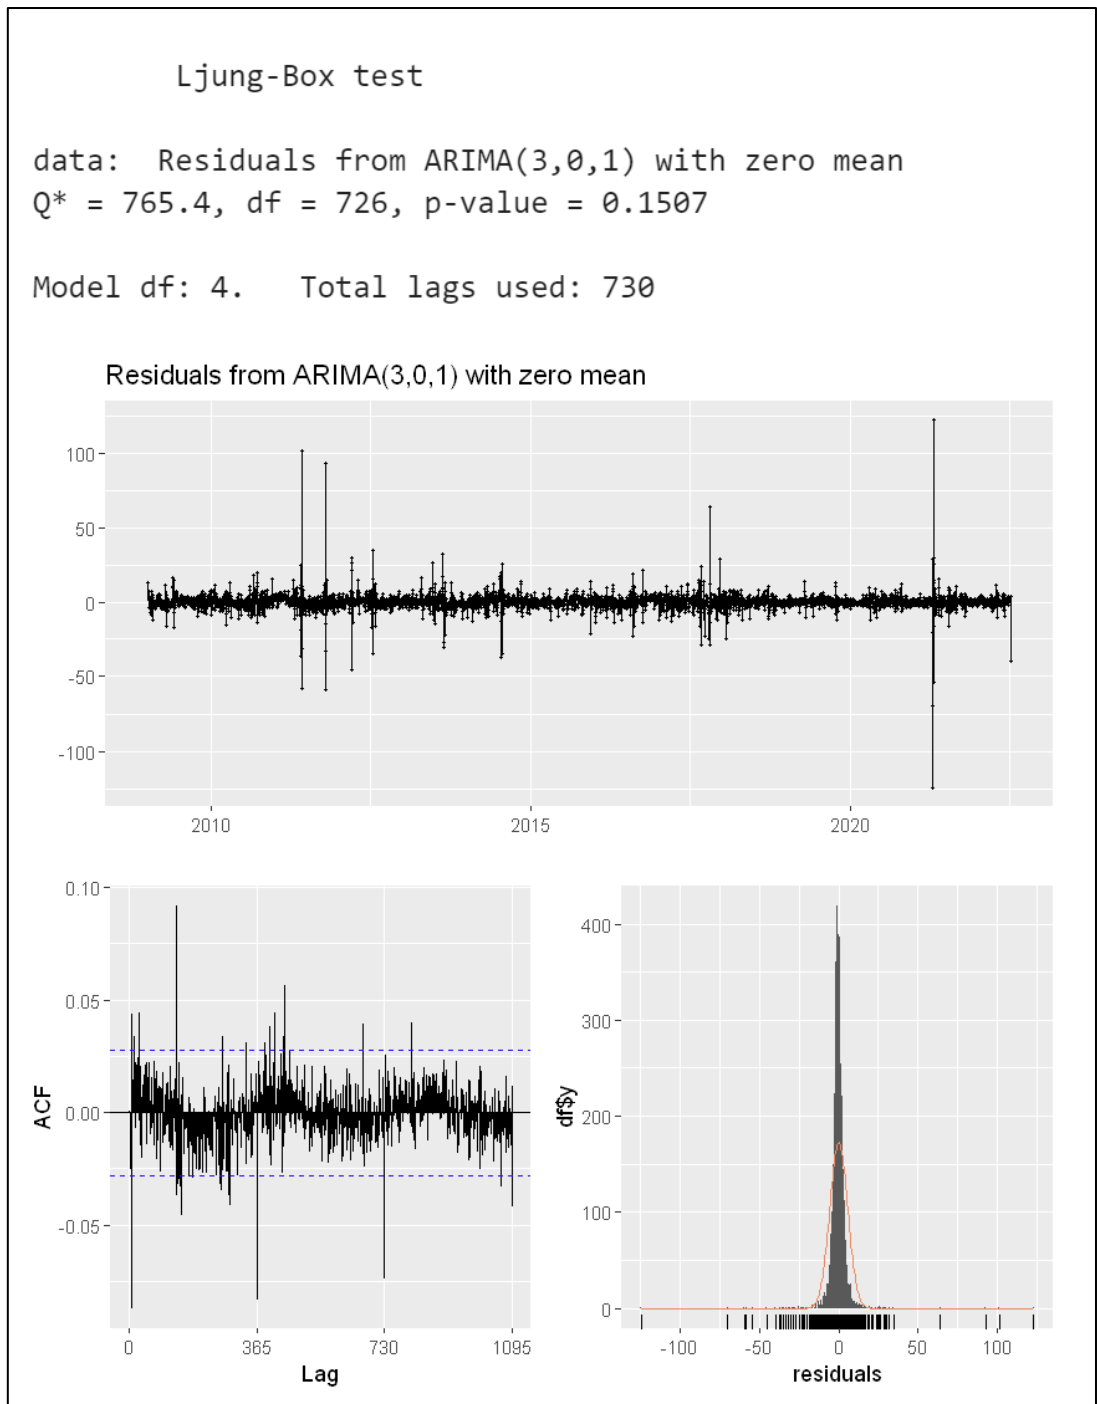 Ljung-Box test
data:  Residuals from ARIMA(3,0,1) with zero mean
Q* = 765.4, df = 726, p-value = 0.1507
Model df: 4.   Total lags used: 730
Residuals from ARIMA(3,0,1) with zero mean
100
50
0
-50
-100
2010 2015 2020
0.10
0.05
0.00
-0.05
ACF
0 365 730 1095
Lag
400
300
200
100
0
df$y
-100 -50 0 50 100
residuals